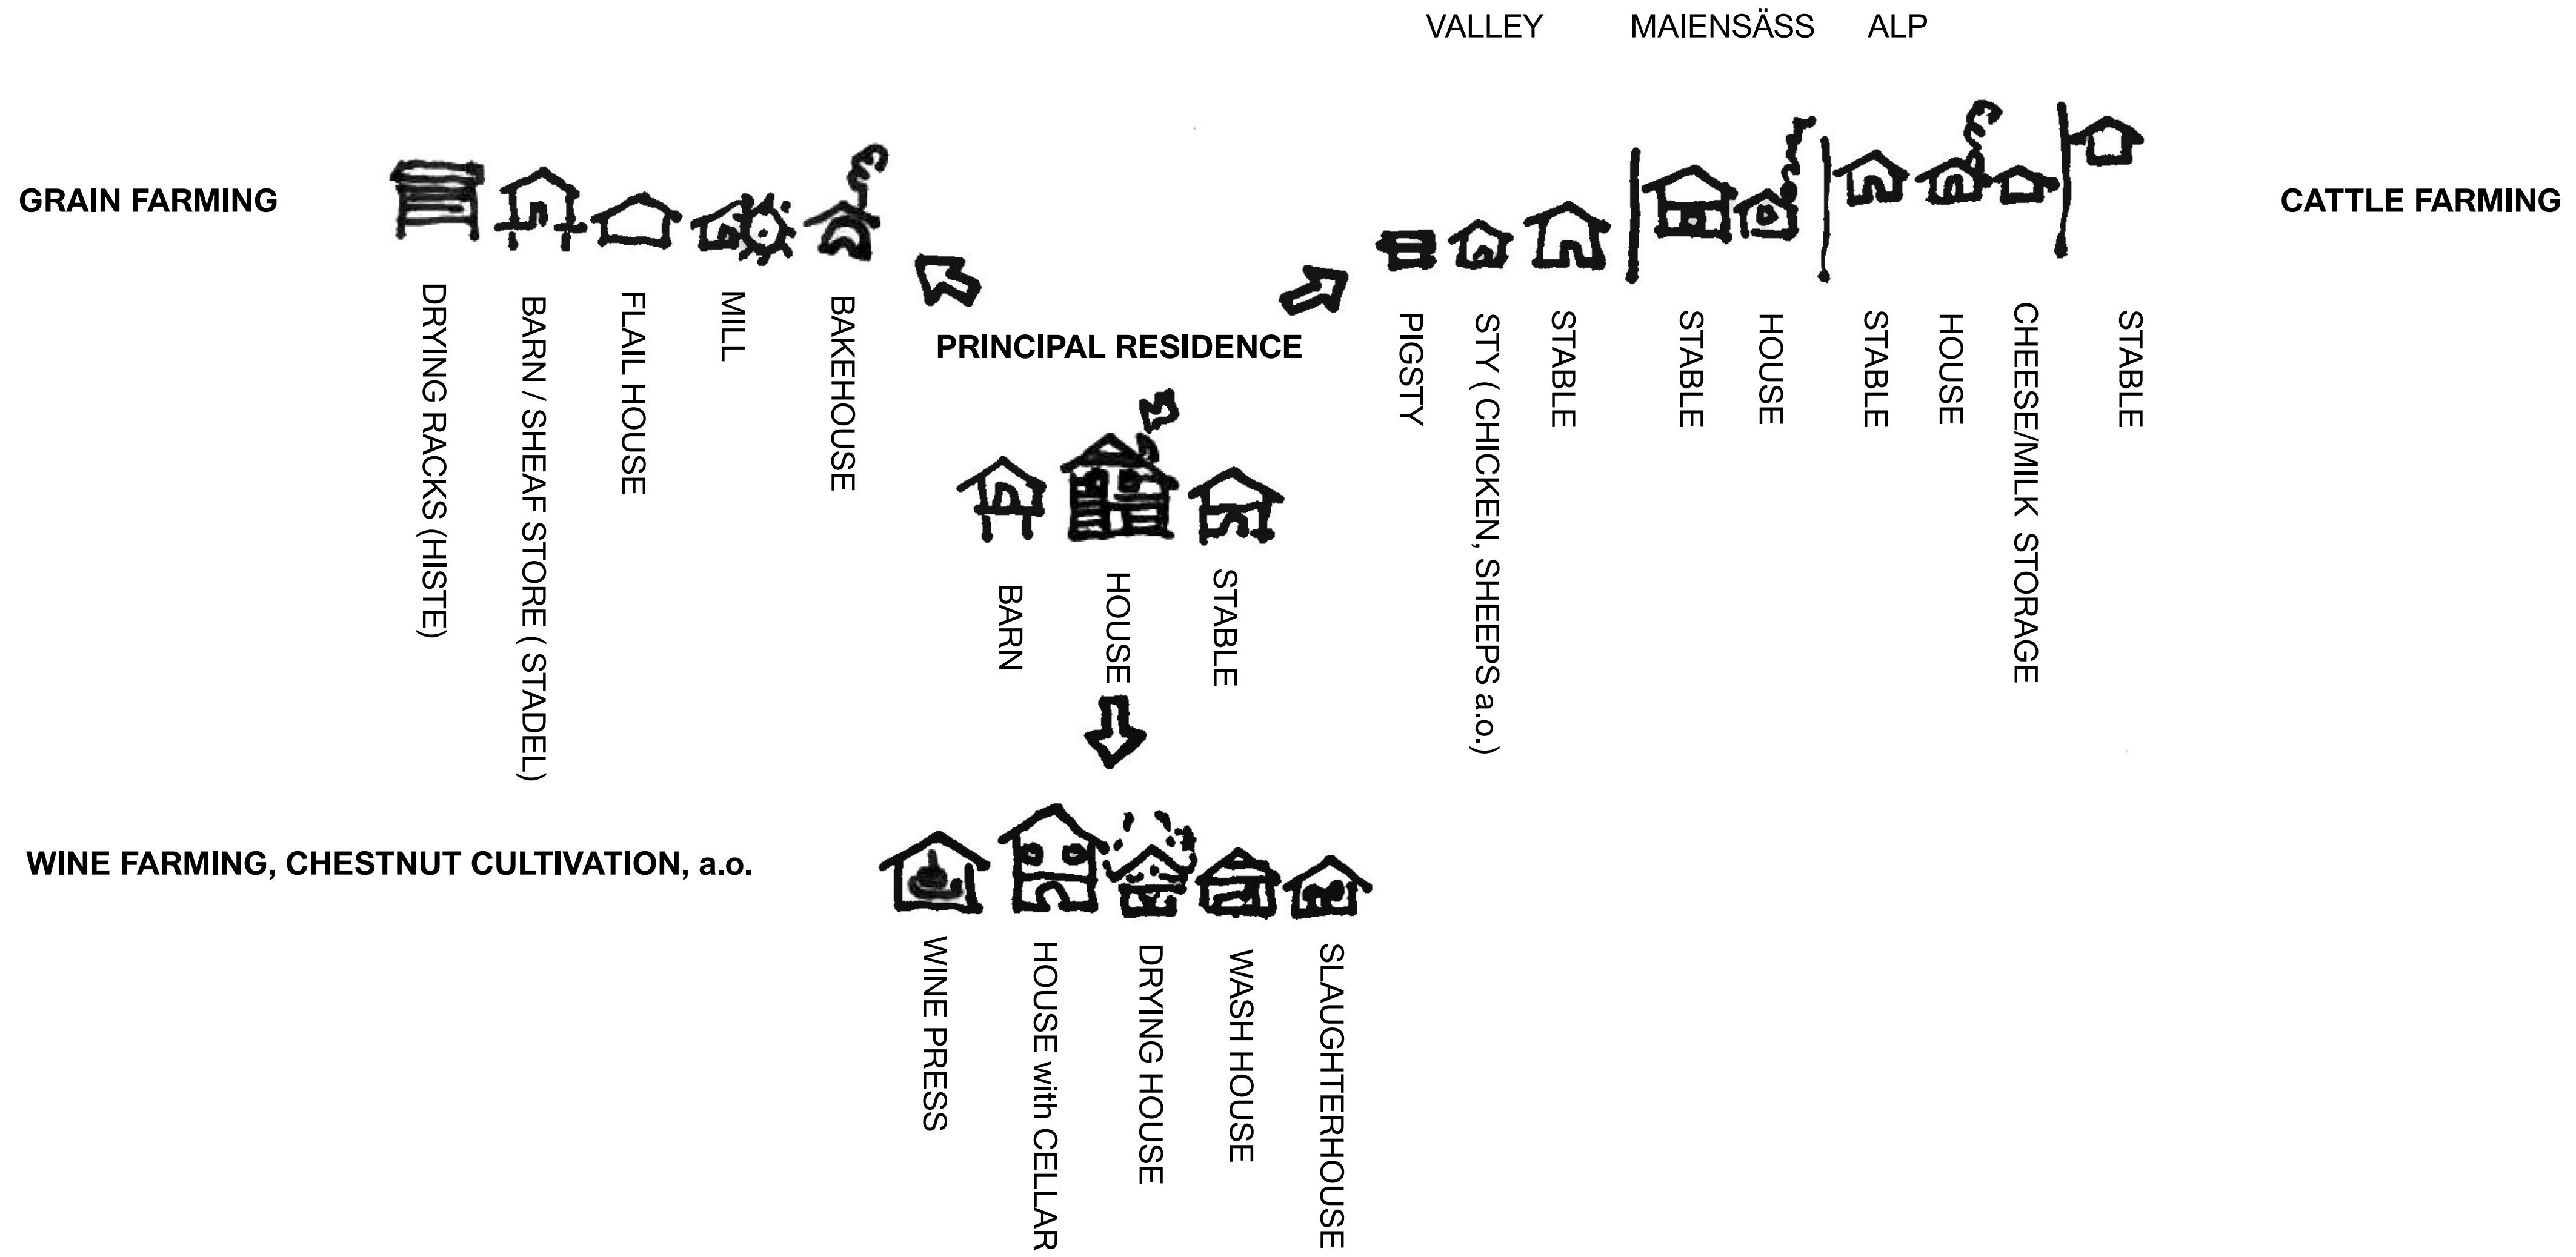 VALLEY
MAIENSÄSS
ALP
GRAIN FARMING
CATTLE FARMING
DRYING RACKS (HISTE)
BARN / SHEAF STORE ( STADEL)
FLAIL HOUSE
MILL
BAKEHOUSE
PRINCIPAL RESIDENCE
PIGSTY
STY ( CHICKEN, SHEEPS a.o.)
STABLE
STABLE
HOUSE
STABLE
HOUSE
CHEESE/MILK STORAGE
STABLE
BARN
HOUSE
STABLE
WINE FARMING, CHESTNUT CULTIVATION, a.o.
WINE PRESS
HOUSE with CELLAR
DRYING HOUSE
WASH HOUSE
SLAUGHTERHOUSE